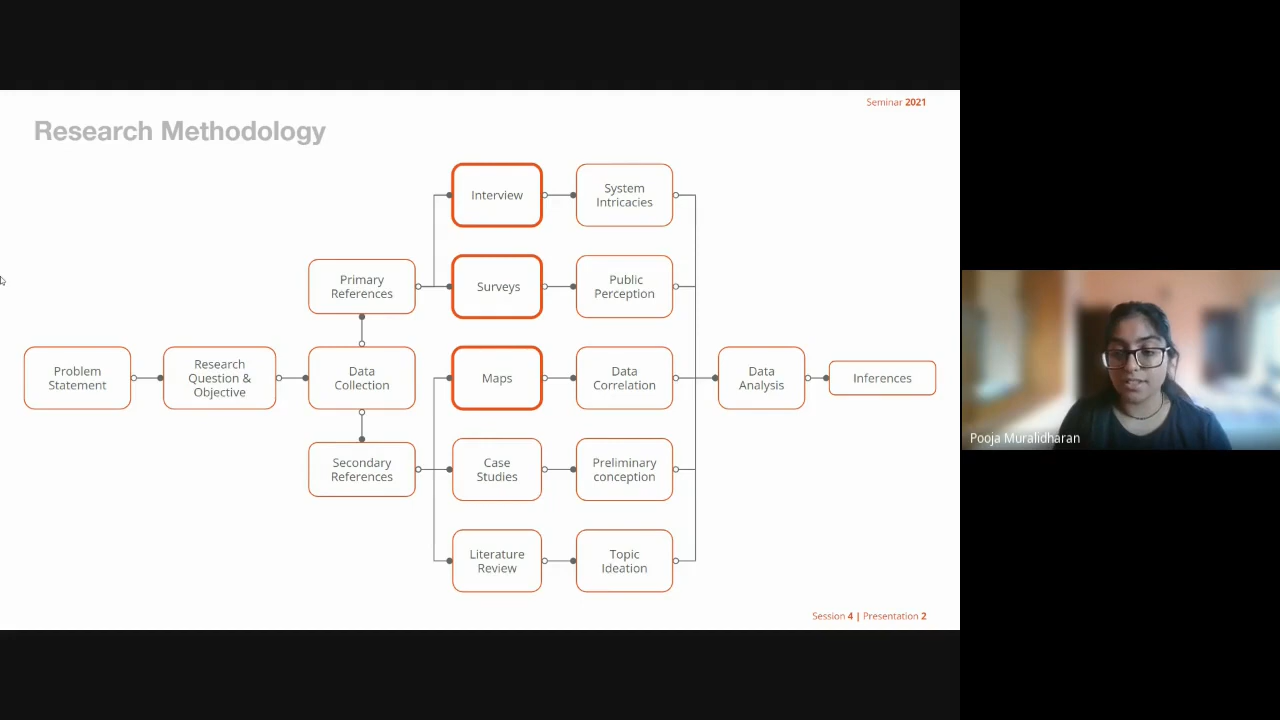 Seminar 2021
Research Methodology
Interview
System
Intricacies
Primary
References
Surveys
Public
Perception
Problem
Statement
Research
Question &
Objective
Data
Collection
Maps
Data
Correlation
Data
Analysis
Inferences
Secondary
References
Case
Studies
Preliminary
conception
Literature
Review
Topic
Ideation
Session 4 | Presentation 2
Pooja Muralidharan